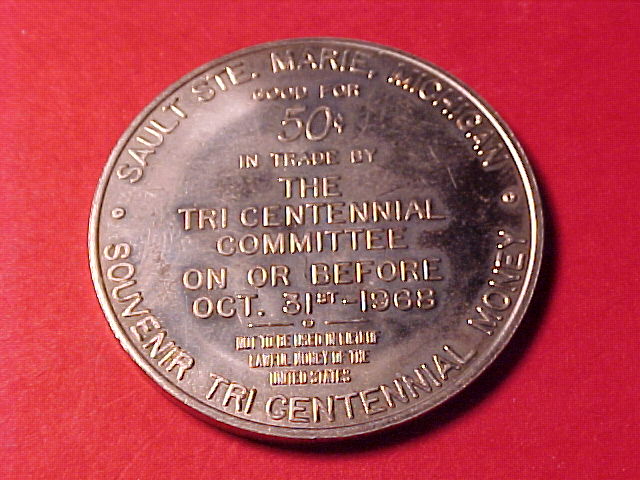 SAULT STE. MARIE, MICHIGAN
GOOD FOR
50¢
IN TRADE BY
THE
TRI CENTENNIAL
COMMITTEE
ON OR BEFORE
OCT. 31ST-1968
NOT TO BE USED IN LIEU OF
LAWFUL MONEY OF THE
UNITED STATES
SOUVENIR TRI CENTENNIAL MONEY